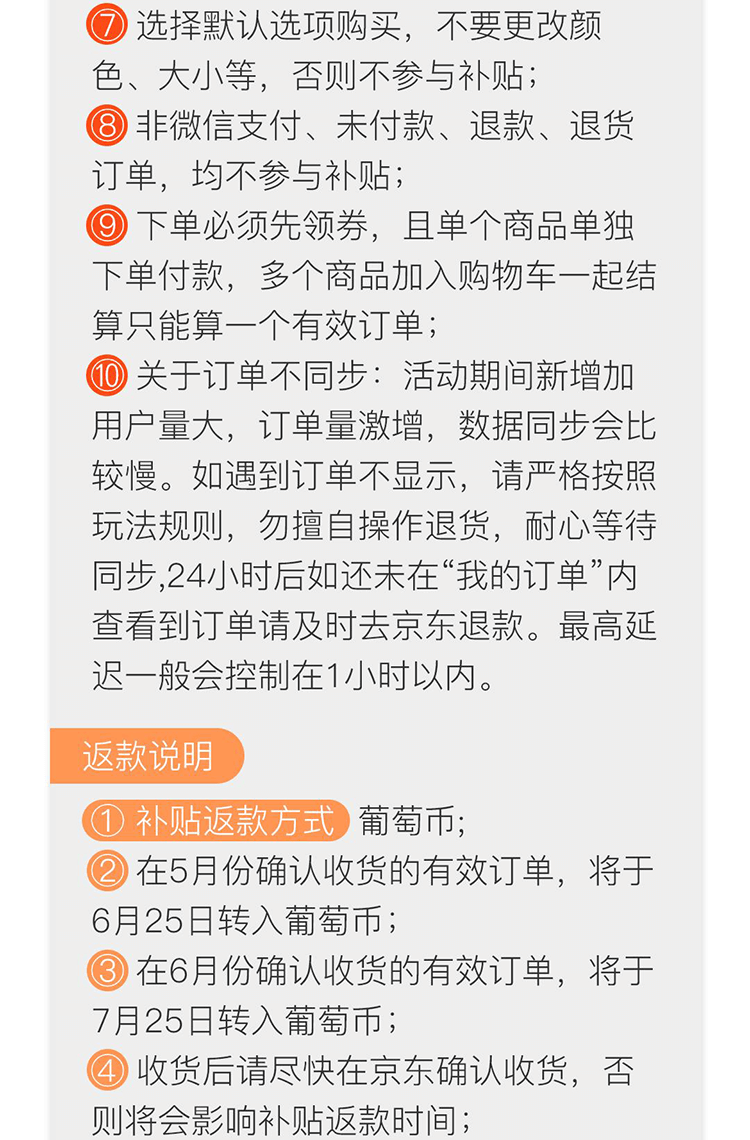 ⑦ 选择默认选项购买，不要更改颜
色、大小等，否则不参与补贴；
⑧ 非微信支付、未付款、退款、退货
订单，均不参与补贴；
⑨ 下单必须先领券，且单个商品单独
下单付款，多个商品加入购物车一起结
算只能算一个有效订单；
⑩ 关于订单不同步：活动期间新增加
用户量大，订单量激增，数据同步会比
较慢。如遇到订单不显示，请严格按照
玩法规则，勿擅自操作退货，耐心等待
同步,24小时后如还未在“我的订单”内
查看到订单请及时去京东退款。最高延
迟一般会控制在1小时以内。
返款说明
① 补贴返款方式 葡萄币;
② 在5月份确认收货的有效订单，将于
6月25日转入葡萄币；
③ 在6月份确认收货的有效订单，将于
7月25日转入葡萄币；
④ 收货后请尽快在京东确认收货，否
则将会影响补贴返款时间；